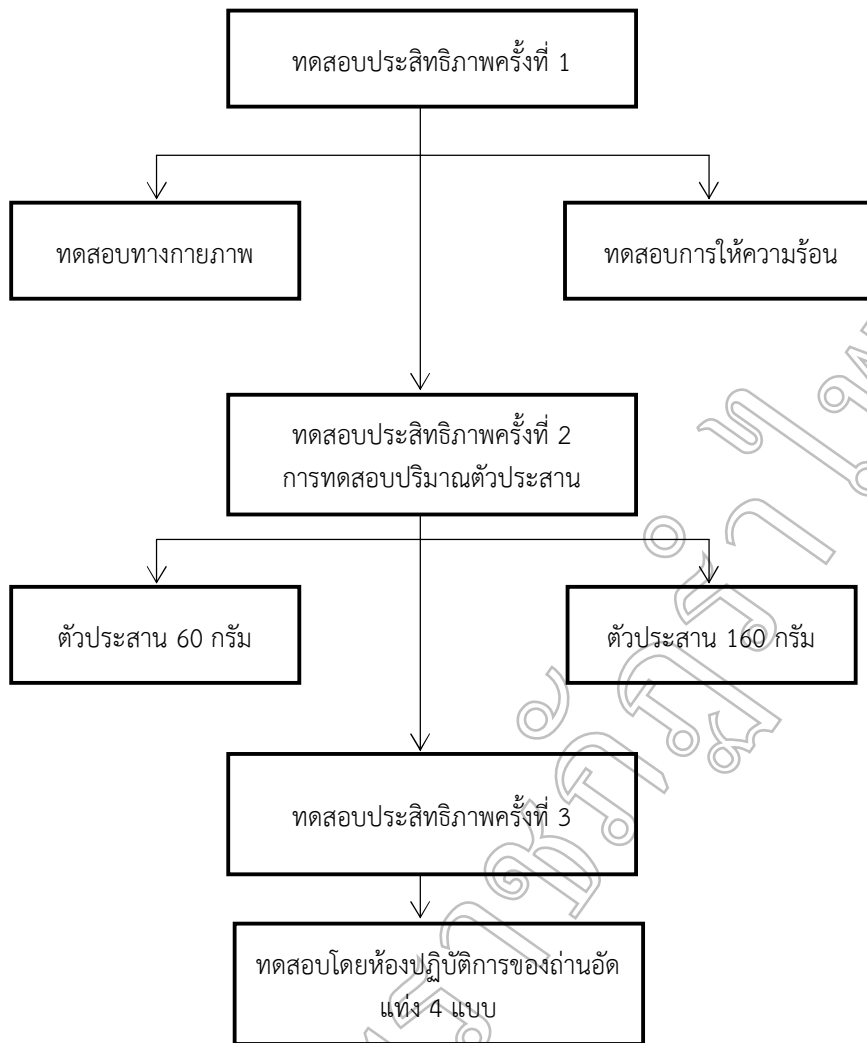 ทดสอบประสิทธิภาพครั้งที่ 1
ทดสอบทางกายภาพ
ทดสอบการให้ความร้อน
ทดสอบประสิทธิภาพครั้งที่ 2
การทดสอบปริมาณตัวประสาน
ตัวประสาน 60 กรัม
ตัวประสาน 160 กรัม
ทดสอบประสิทธิภาพครั้งที่ 3
ทดสอบโดยห้องปฏิบัติการของถ่านอัด
แท่ง 4 แบบ